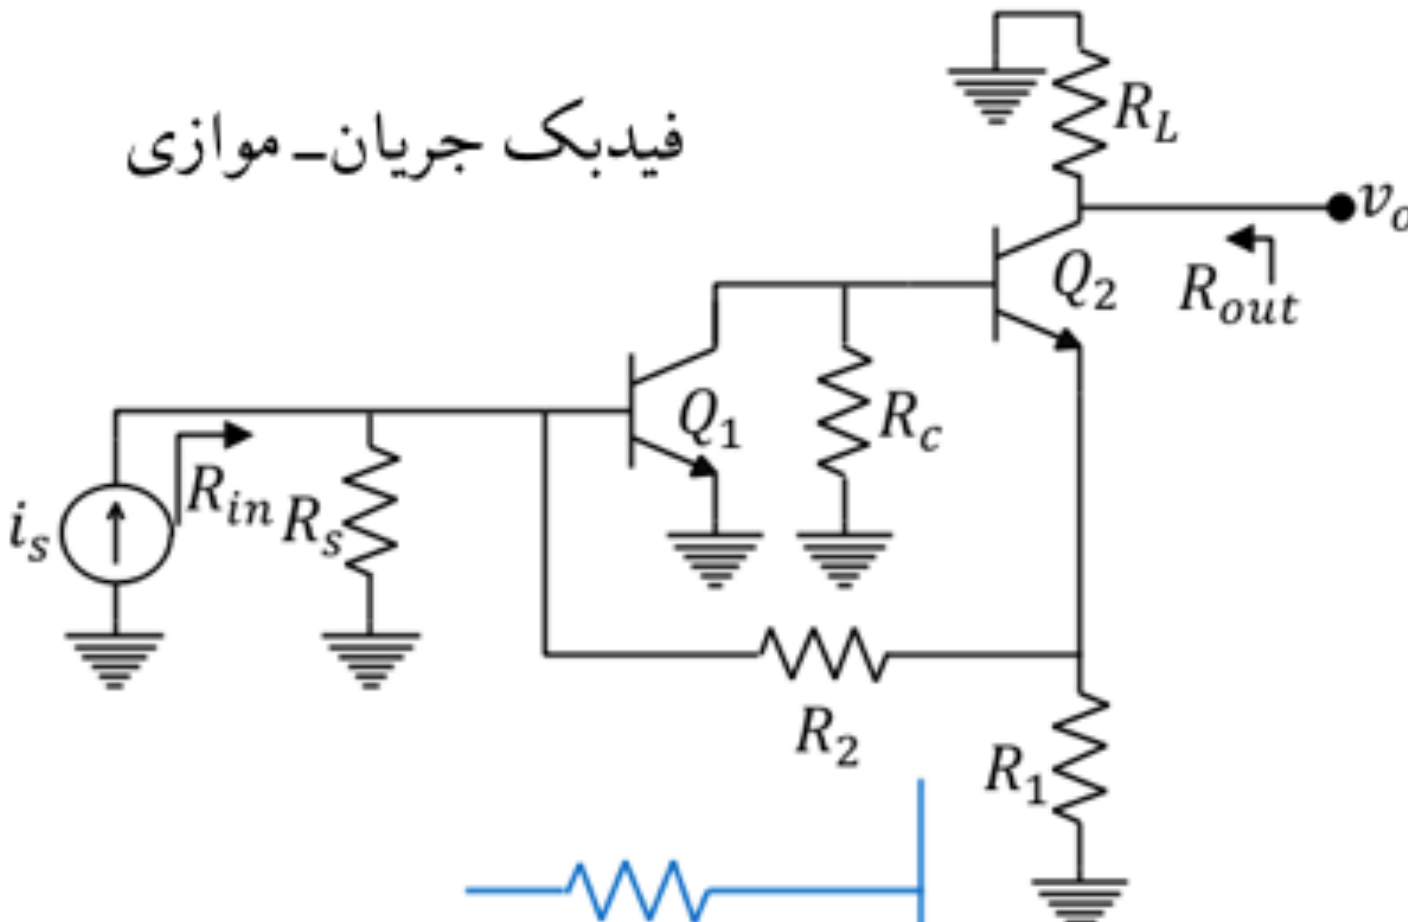 فیدبک جریان- موازی
R_L
v_o
Q_2
R_out
Q_1
R_c
R_in
R_s
i_s
R_2
R_1